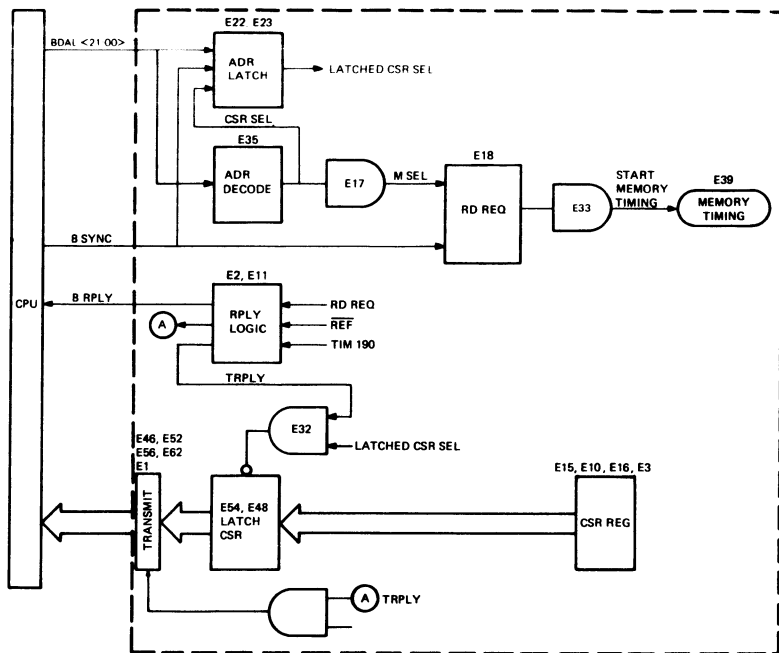 E22, E23
BDAL <21:00>
ADR
LATCH
LATCHED CSR SEL
CSR SEL
E35
ADR
DECODE
E17
M SEL
E18
RD REQ
E33
START
MEMORY
TIMING
E39
MEMORY
TIMING
B SYNC
CPU
E2, E11
B RPLY
A
RPLY
LOGIC
RD REQ
REF
TIM 190
TRPLY
E32
LATCHED CSR SEL
E46, E52
E56, E62
E1
TRANSMIT
E54, E48
LATCH
CSR
E15, E10, E16, E3
CSR REG
A
TRPLY